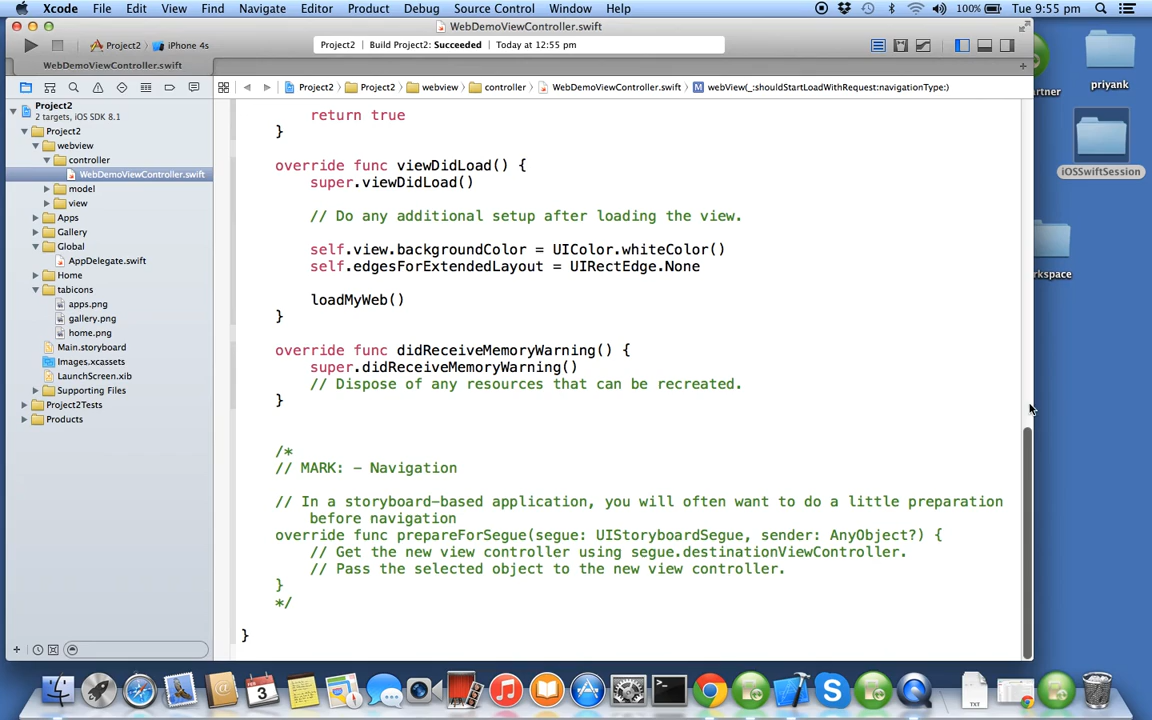 Xcode File Edit View Find Navigate Editor Product Debug Source Control Window Help 100% Tue 9:55 pm
WebDemoViewController.swift
Project2 iPhone 4s Project2 Build Project2: Succeeded Today at 12:55 pm
WebDemoViewController.swift +
Project2 Project2 webview controller WebDemoViewController.swift M webView(_:shouldStartLoadWithRequest:navigationType:)
Project2
2 targets, iOS SDK 8.1
Project2
webview
controller
WebDemoViewController.swift
model
view
Apps
Gallery
Global
AppDelegate.swift
Home
tabicons
apps.png
gallery.png
home.png
Main.storyboard
Images.xcassets
LaunchScreen.xib
Supporting Files
Project2Tests
Products
return true
}
override func viewDidLoad() {
super.viewDidLoad()
// Do any additional setup after loading the view.
self.view.backgroundColor = UIColor.whiteColor()
self.edgesForExtendedLayout = UIRectEdge.None
loadMyWeb()
}
override func didReceiveMemoryWarning() {
super.didReceiveMemoryWarning()
// Dispose of any resources that can be recreated.
}
/*
// MARK: - Navigation
// In a storyboard-based application, you will often want to do a little preparation
before navigation
override func prepareForSegue(segue: UIStoryboardSegue, sender: AnyObject?) {
// Get the new view controller using segue.destinationViewController.
// Pass the selected object to the new view controller.
}
*/
}
rtner
priyank
iOSSwiftSession
kspace
3
TXT